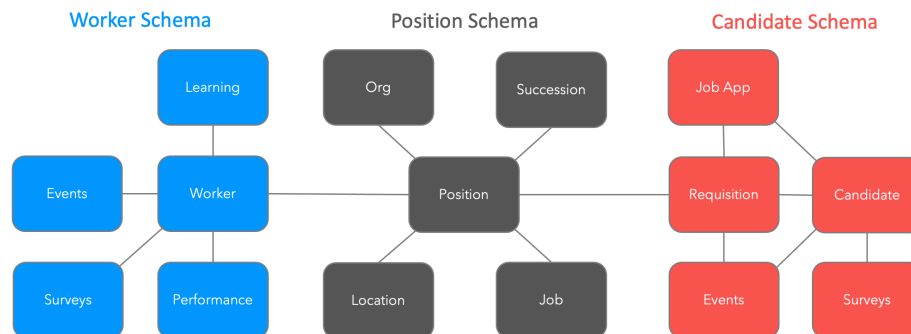 Worker Schema
Position Schema
Candidate Schema
Learning
Org
Succession
Job App
Events
Worker
Position
Requisition
Candidate
Surveys
Performance
Location
Job
Events
Surveys